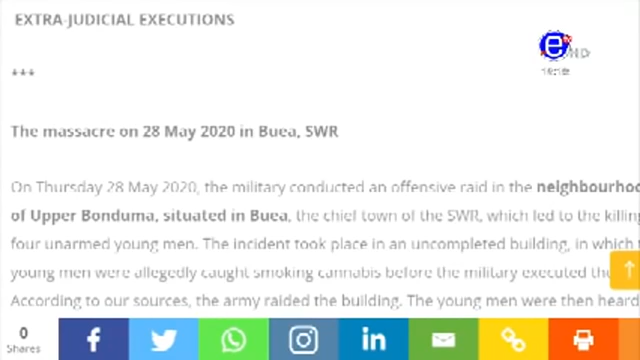 EXTRA-JUDICIAL EXECUTIONS
***
The massacre on 28 May 2020 in Buea, SWR
On Thursday 28 May 2020, the military conducted an offensive raid in the
of Upper Bonduma, situated in Buea, the chief town of the SWR, which led to the
four unarmed young men. The incident took place in an uncompleted building, in which
young men were allegedly caught smoking cannabis before the military executed
According to our sources, the army raided the building. The young men were then heard
0
Shares